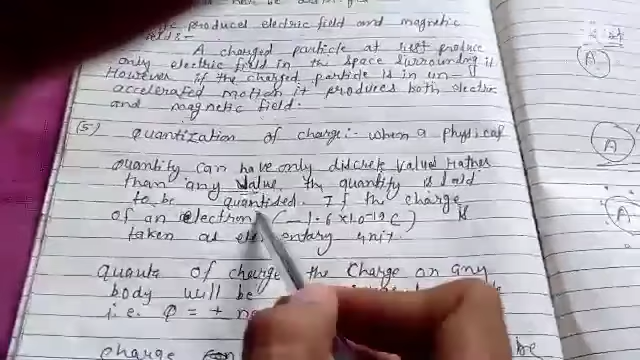 produced electric field and magnetic
A charged particle at rest produce
only electric field in the space surrounding it
However if the charged particle is in un-
accelerated motion it produces both electric
and magnetic field.
(5) Quantization of charge:- when a physical
quantity can have only discrete values rather
than any value the quantity is said
to be quantided. If the charge
of an electron (-1.6 × 10-19 C) is
taken as elementary unit.
quanta of charge the charge on any
body will be
i.e. Q = +
charge be
A
A
A